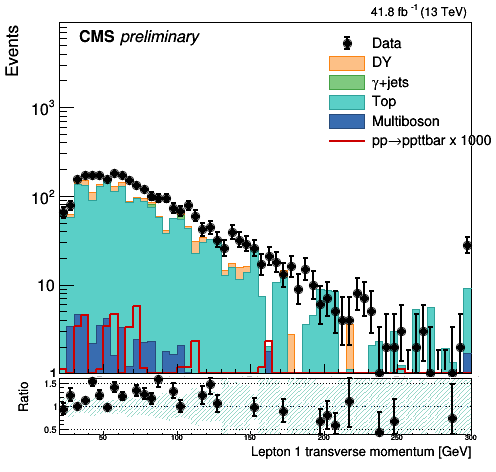 41.8 fb⁻¹ (13 TeV)
CMS preliminary
Events
Data
DY
γ+jets
Top
Multiboson
pp→ppttbar x 1000
10³
10²
10
1
Ratio
1.5
1
0.5
50 100 150 200 250 300
Lepton 1 transverse momentum [GeV]